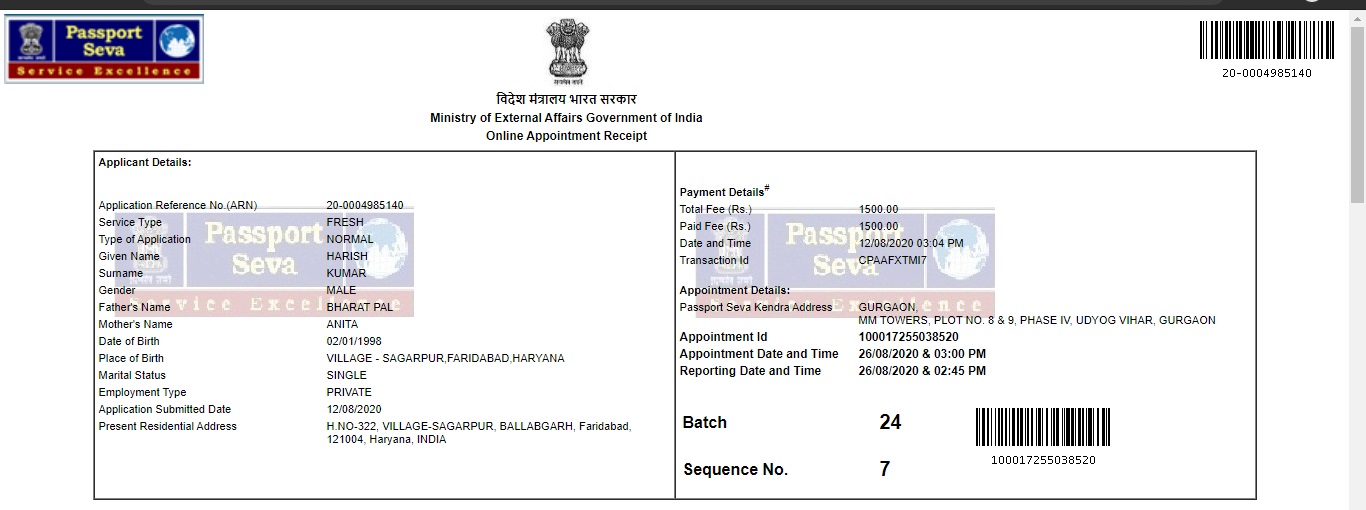 Passport
Seva
Service Excellence
20-0004985140
विदेश मंत्रालय भारत सरकार
Ministry of External Affairs Government of India
Online Appointment Receipt
Applicant Details:
Application Reference No.(ARN) 20-0004985140
Service Type FRESH
Type of Application NORMAL
Given Name HARISH
Surname KUMAR
Gender MALE
Father's Name BHARAT PAL
Mother's Name ANITA
Date of Birth 02/01/1998
Place of Birth VILLAGE - SAGARPUR,FARIDABAD,HARYANA
Marital Status SINGLE
Employment Type PRIVATE
Application Submitted Date 12/08/2020
Present Residential Address H.NO-322, VILLAGE-SAGARPUR, BALLABGARH, Faridabad,
121004, Haryana, INDIA
Passport
Seva
Service Excellence
Payment Details#
Total Fee (Rs.) 1500.00
Paid Fee (Rs.) 1500.00
Date and Time 12/08/2020 03:04 PM
Transaction Id CPAAFXTMI7
Appointment Details:
Passport Seva Kendra Address GURGAON,
MM TOWERS, PLOT NO. 8 & 9, PHASE IV, UDYOG VIHAR, GURGAON
Appointment Id 100017255038520
Appointment Date and Time 26/08/2020 & 03:00 PM
Reporting Date and Time 26/08/2020 & 02:45 PM
Batch 24
100017255038520
Sequence No. 7
Passport
Seva
Service Excellence